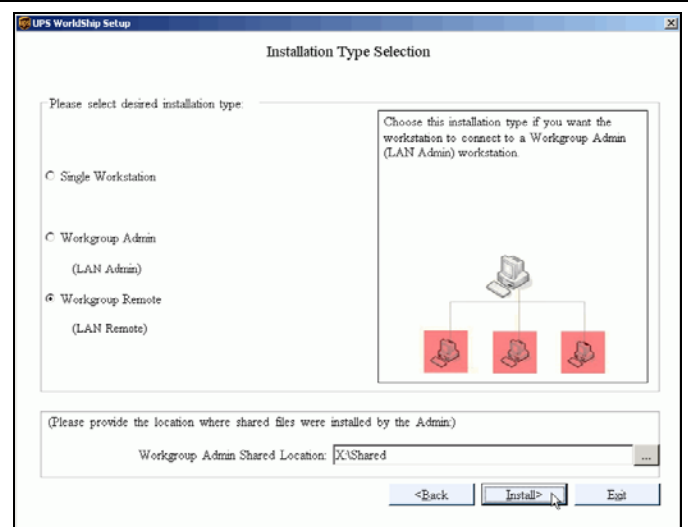 UPS WorldShip Setup
Installation Type Selection
Please select desired installation type:
Choose this installation type if you want the
workstation to connect to a Workgroup Admin
(LAN Admin) workstation.
Single Workstation
Workgroup Admin
(LAN Admin)
Workgroup Remote
(LAN Remote)
(Please provide the location where shared files were installed by the Admin:)
Workgroup Admin Shared Location: X:\Shared ...
<Back Install> Exit